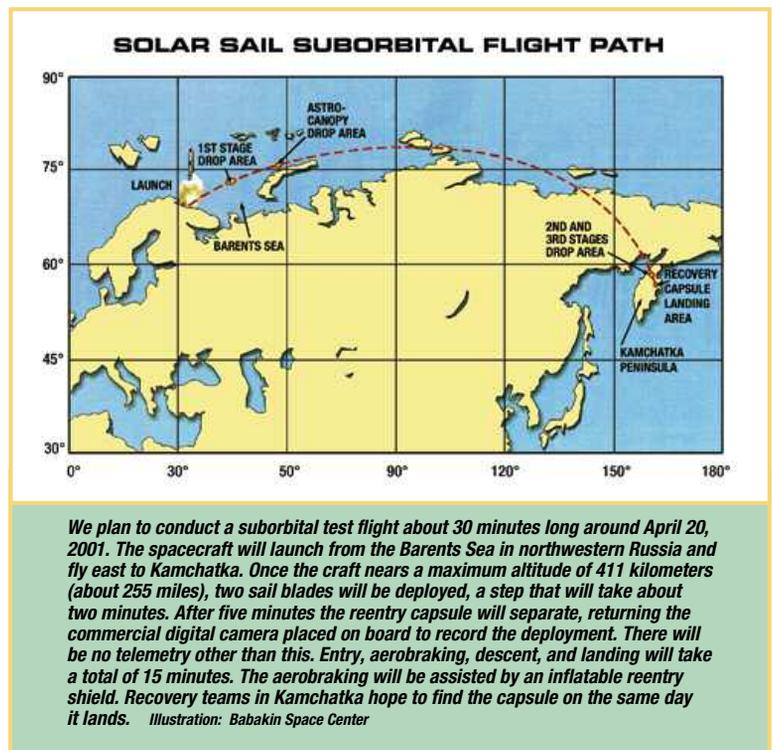 SOLAR SAIL SUBORBITAL FLIGHT PATH
90°
ASTRO-
CANOPY
DROP AREA
1ST STAGE
DROP AREA
75°
LAUNCH
BARENTS SEA
2ND AND
3RD STAGES
DROP AREA
60°
RECOVERY
CAPSULE
LANDING
AREA
KAMCHATKA
PENINSULA
45°
30°
0°
30°
50°
90°
120°
150°
180°
We plan to conduct a suborbital test flight about 30 minutes long around April 20,
2001. The spacecraft will launch from the Barents Sea in northwestern Russia and
fly east to Kamchatka. Once the craft nears a maximum altitude of 411 kilometers
(about 255 miles), two sail blades will be deployed, a step that will take about
two minutes. After five minutes the reentry capsule will separate, returning the
commercial digital camera placed on board to record the deployment. There will
be no telemetry other than this. Entry, aerobraking, descent, and landing will take
a total of 15 minutes. The aerobraking will be assisted by an inflatable reentry
shield. Recovery teams in Kamchatka hope to find the capsule on the same day
it lands. Illustration: Babakin Space Center